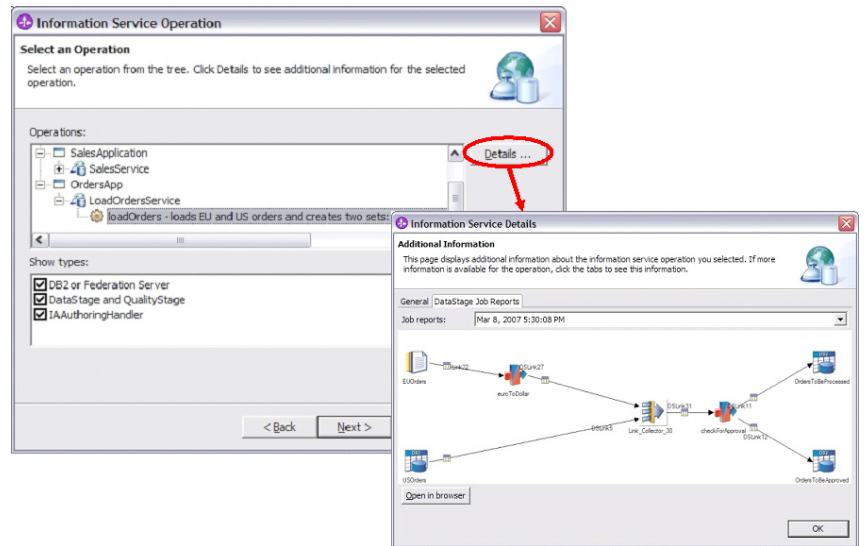 Information Service Operation
Select an Operation
Select an operation from the tree. Click Details to see additional information for the selected
operation.
Operations:
SalesApplication
SalesService
OrdersApp
LoadOrdersService
loadOrders - loads EU and US orders and creates two sets:
Details ...
Show types:
DB2 or Federation Server
DataStage and QualityStage
IAAuthoringHandler
< Back
Next >
Information Service Details
Additional Information
This page displays additional information about the information service operation you selected. If more
information is available for the operation, click the tabs to see this information.
General
DataStage Job Reports
Job reports:
Mar 8, 2007 5:30:08 PM
EUOrders
DSLink27
euroToDollar
OrdersToBeProcessed
DSLink5
Link_Collector_30
DSLink31
checkForApproval
DSLink11
DSLink12
USOrders
OrdersToBeApproved
Open in browser
OK